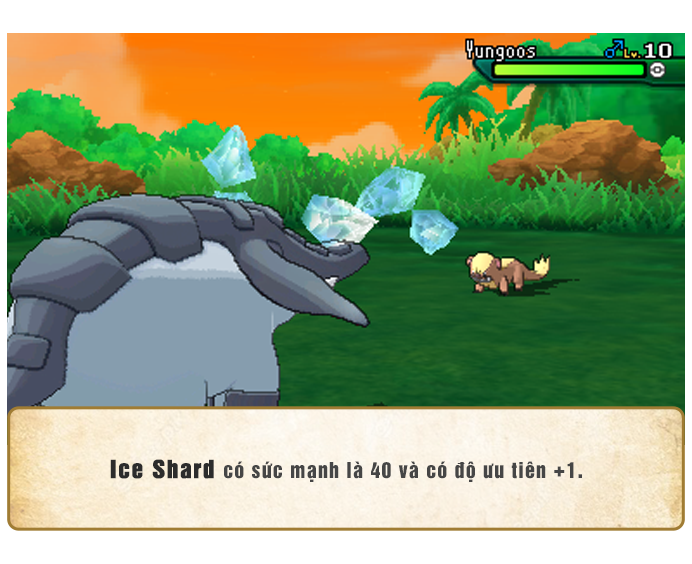 Yungoos ♂ Lv. 10
Ice Shard có sức mạnh là 40 và có độ ưu tiên +1.